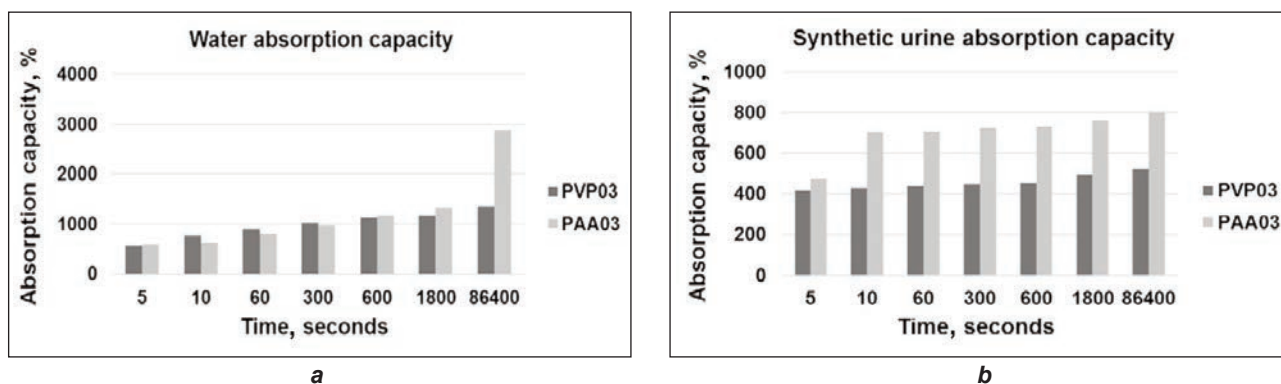 Water absorption capacity
Absorption capacity, %
4000
3000
2000
1000
0
5 10 60 300 600 1800 86400
Time, seconds
PVP03
PAA03
a
Synthetic urine absorption capacity
Absorption capacity, %
1000
800
600
400
200
0
5 10 60 300 600 1800 86400
Time, seconds
PVP03
PAA03
b